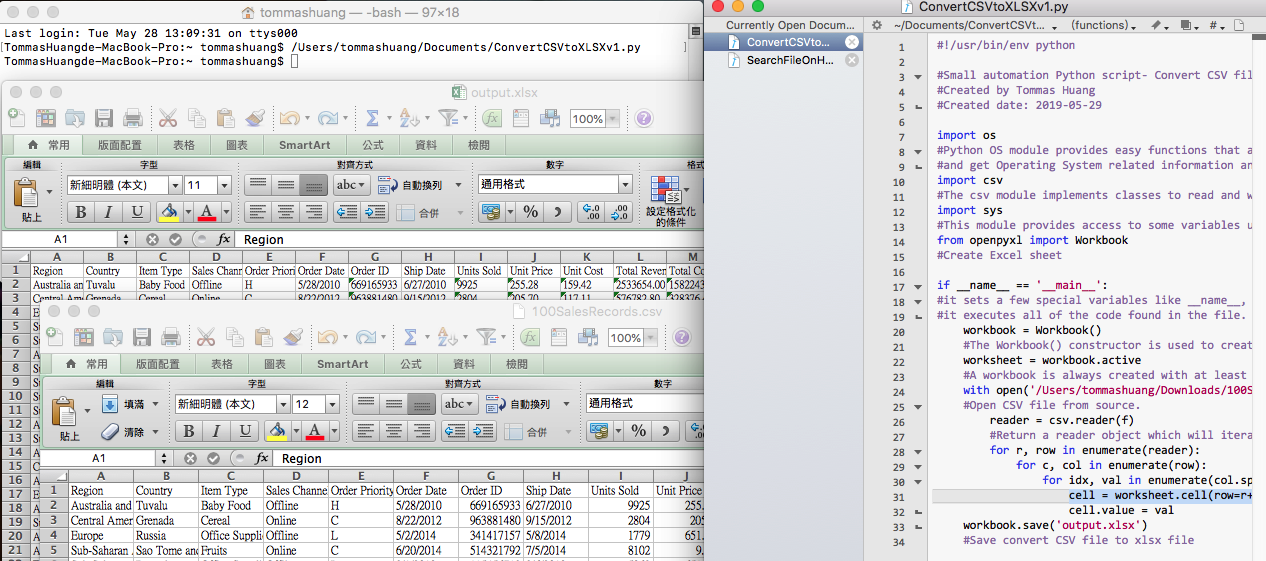 tommashuang — -bash — 97×18
Last login: Tue May 28 13:09:31 on ttys000
[TommasHuangde-MacBook-Pro:~ tommashuang$ /Users/tommashuang/Documents/ConvertCSVtoXLSXv1.py ]
TommasHuangde-MacBook-Pro:~ tommashuang$
output.xlsx
100%
常用 版面配置 表格 圖表 SmartArt 公式 資料 檢閱
編輯 字型 對齊方式 數字 格式
新細明體 (本文) 11 abc 自動換列 通用格式
貼上 B I U A 合併 % 設定格式化的條件
A1 fx Region
A B C D E F G H I J K L M
1 Region Country Item Type Sales Chann Order Priori Order Date Order ID Ship Date Units Sold Unit Price Unit Cost Total Reven Total Co
2 Australia an Tuvalu Baby Food Offline H 5/28/2010 669165933 6/27/2010 9925 255.28 159.42 2533654.00 1582243
3 Central Amer Grenada Cereal Online C 8/22/2012 963881480 9/15/2012 2804 205.70 117.11 576782.80 328376
100SalesRecords.csv
100%
常用 版面配置 表格 圖表 SmartArt 公式 資料 檢閱
編輯 字型 對齊方式 數字
填滿 新細明體 (本文) 12 abc 自動換列 通用格式
貼上 清除 B I U A 合併 %
A1 fx Region
A B C D E F G H I J
1 Region Country Item Type Sales Channe Order Priority Order Date Order ID Ship Date Units Sold Unit Price
2 Australia and Tuvalu Baby Food Offline H 5/28/2010 669165933 6/27/2010 9925 255.
3 Central Amer Grenada Cereal Online C 8/22/2012 963881480 9/15/2012 2804 205
4 Europe Russia Office Suppli Offline L 5/2/2014 341417157 5/8/2014 1779 651.
5 Sub-Saharan Sao Tome and Fruits Online C 6/20/2014 514321792 7/5/2014 8102 9.
ConvertCSVtoXLSXv1.py
Currently Open Docum... ~/Documents/ConvertCSVt... (functions) #
ConvertCSVto...
SearchFileOnH...
1 #!/usr/bin/env python
2
3 #Small automation Python script- Convert CSV fil
4 #Created by Tommas Huang
5 #Created date: 2019-05-29
6
7 import os
8 #Python OS module provides easy functions that a
9 #and get Operating System related information an
10 import csv
11 #The csv module implements classes to read and w
12 import sys
13 #This module provides access to some variables u
14 from openpyxl import Workbook
15 #Create Excel sheet
16
17 if __name__ == '__main__':
18 #it sets a few special variables like __name__,
19 #it executes all of the code found in the file.
20 workbook = Workbook()
21 #The Workbook() constructor is used to creat
22 worksheet = workbook.active
23 #A workbook is always created with at least
24 with open('/Users/tommashuang/Downloads/100S
25 #Open CSV file from source.
26 reader = csv.reader(f)
27 #Return a reader object which will itera
28 for r, row in enumerate(reader):
29 for c, col in enumerate(row):
30 for idx, val in enumerate(col.sp
31 cell = worksheet.cell(row=r+
32 cell.value = val
33 workbook.save('output.xlsx')
34 #Save convert CSV file to xlsx file